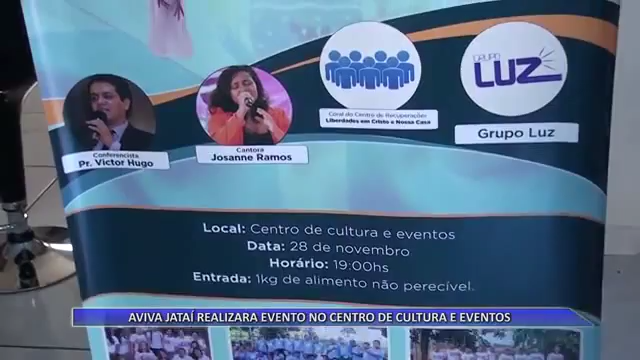 GRUPO
LUZ
Conferencista
Pr. Victor Hugo
Cantora
Josanne Ramos
Coral do Centro de Recuperações
Liberdades em Cristo e Nossa Casa
Grupo Luz
Local: Centro de cultura e eventos
Data: 28 de novembro
Horário: 19:00hs
Entrada: 1kg de alimento não perecível.
AVIVA JATAÍ REALIZARA EVENTO NO CENTRO DE CULTURA E EVENTOS